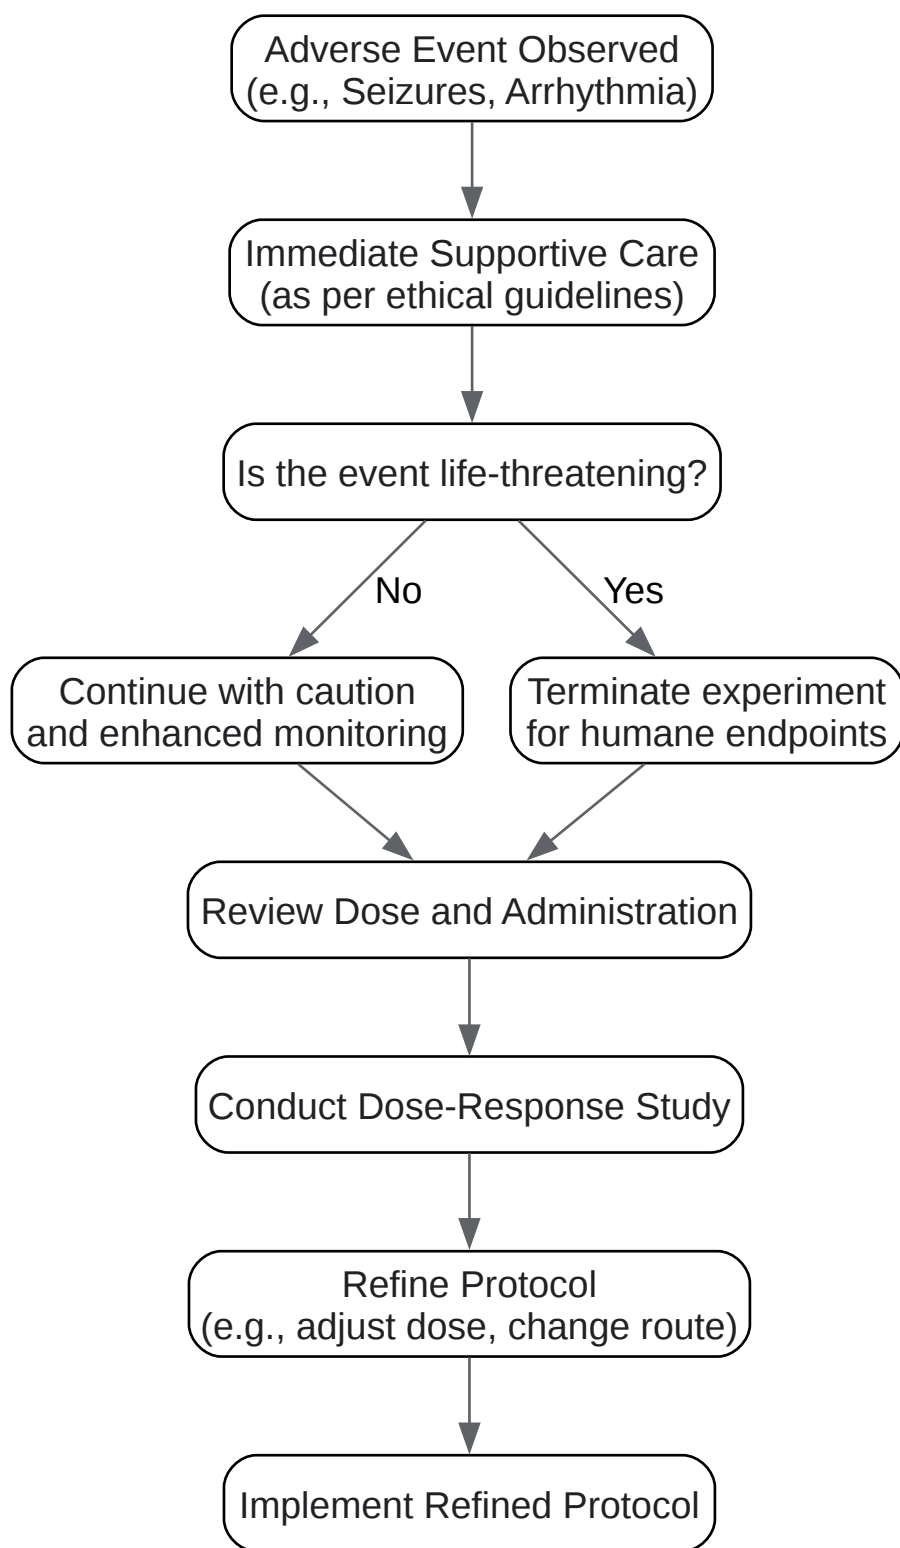 Adverse Event Observed
(e.g., Seizures, Arrhythmia)
Immediate Supportive Care
(as per ethical guidelines)
Is the event life-threatening?
No
Yes
Continue with caution
and enhanced monitoring
Terminate experiment
for humane endpoints
Review Dose and Administration
Conduct Dose-Response Study
Refine Protocol
(e.g., adjust dose, change route)
Implement Refined Protocol